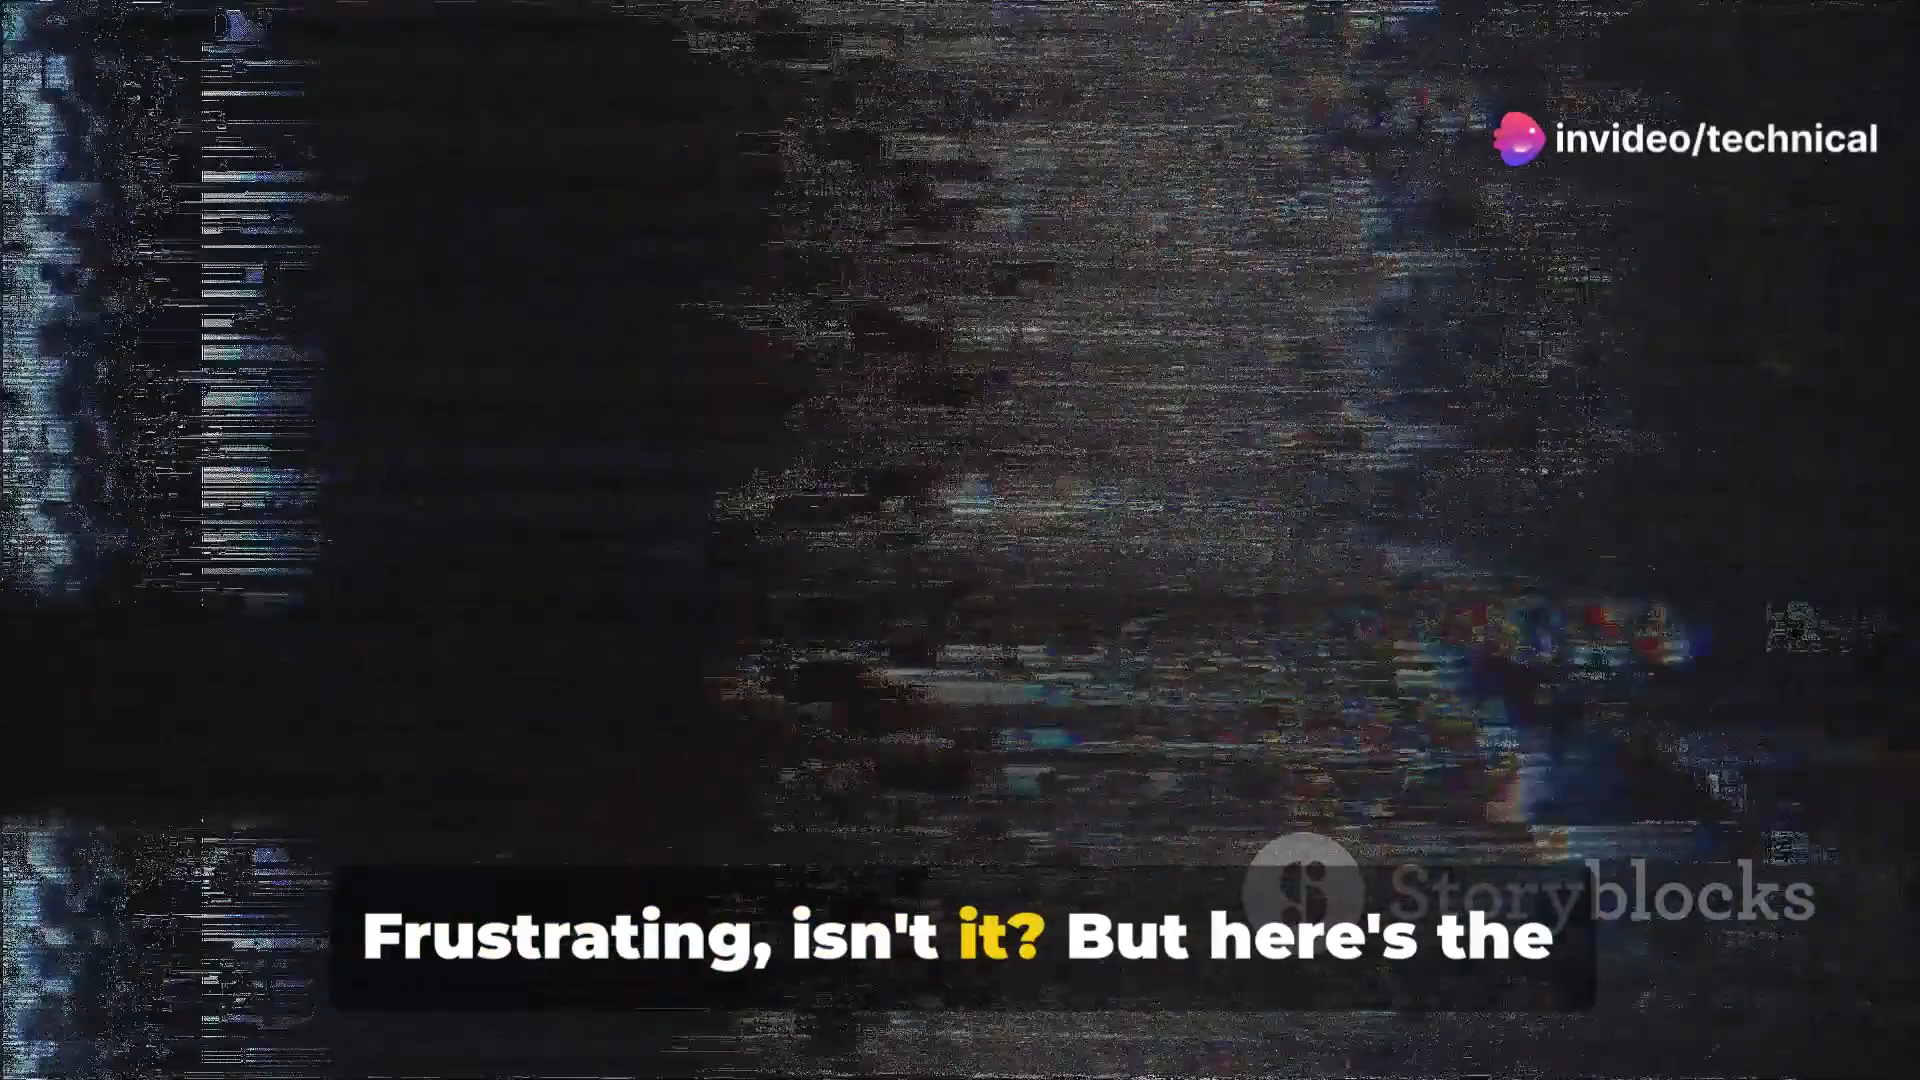 invideo/technical
Storyblocks
Frustrating, isn't it? But here's the